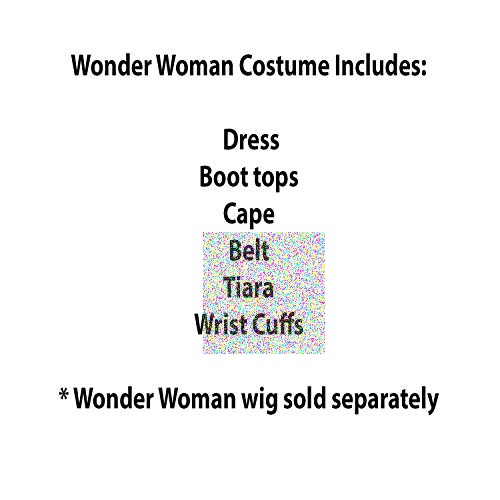 Wonder Woman Costume Includes:
Dress
Boot tops
Cape
Belt
Tiara
Wrist Cuffs
* Wonder Woman wig sold separately